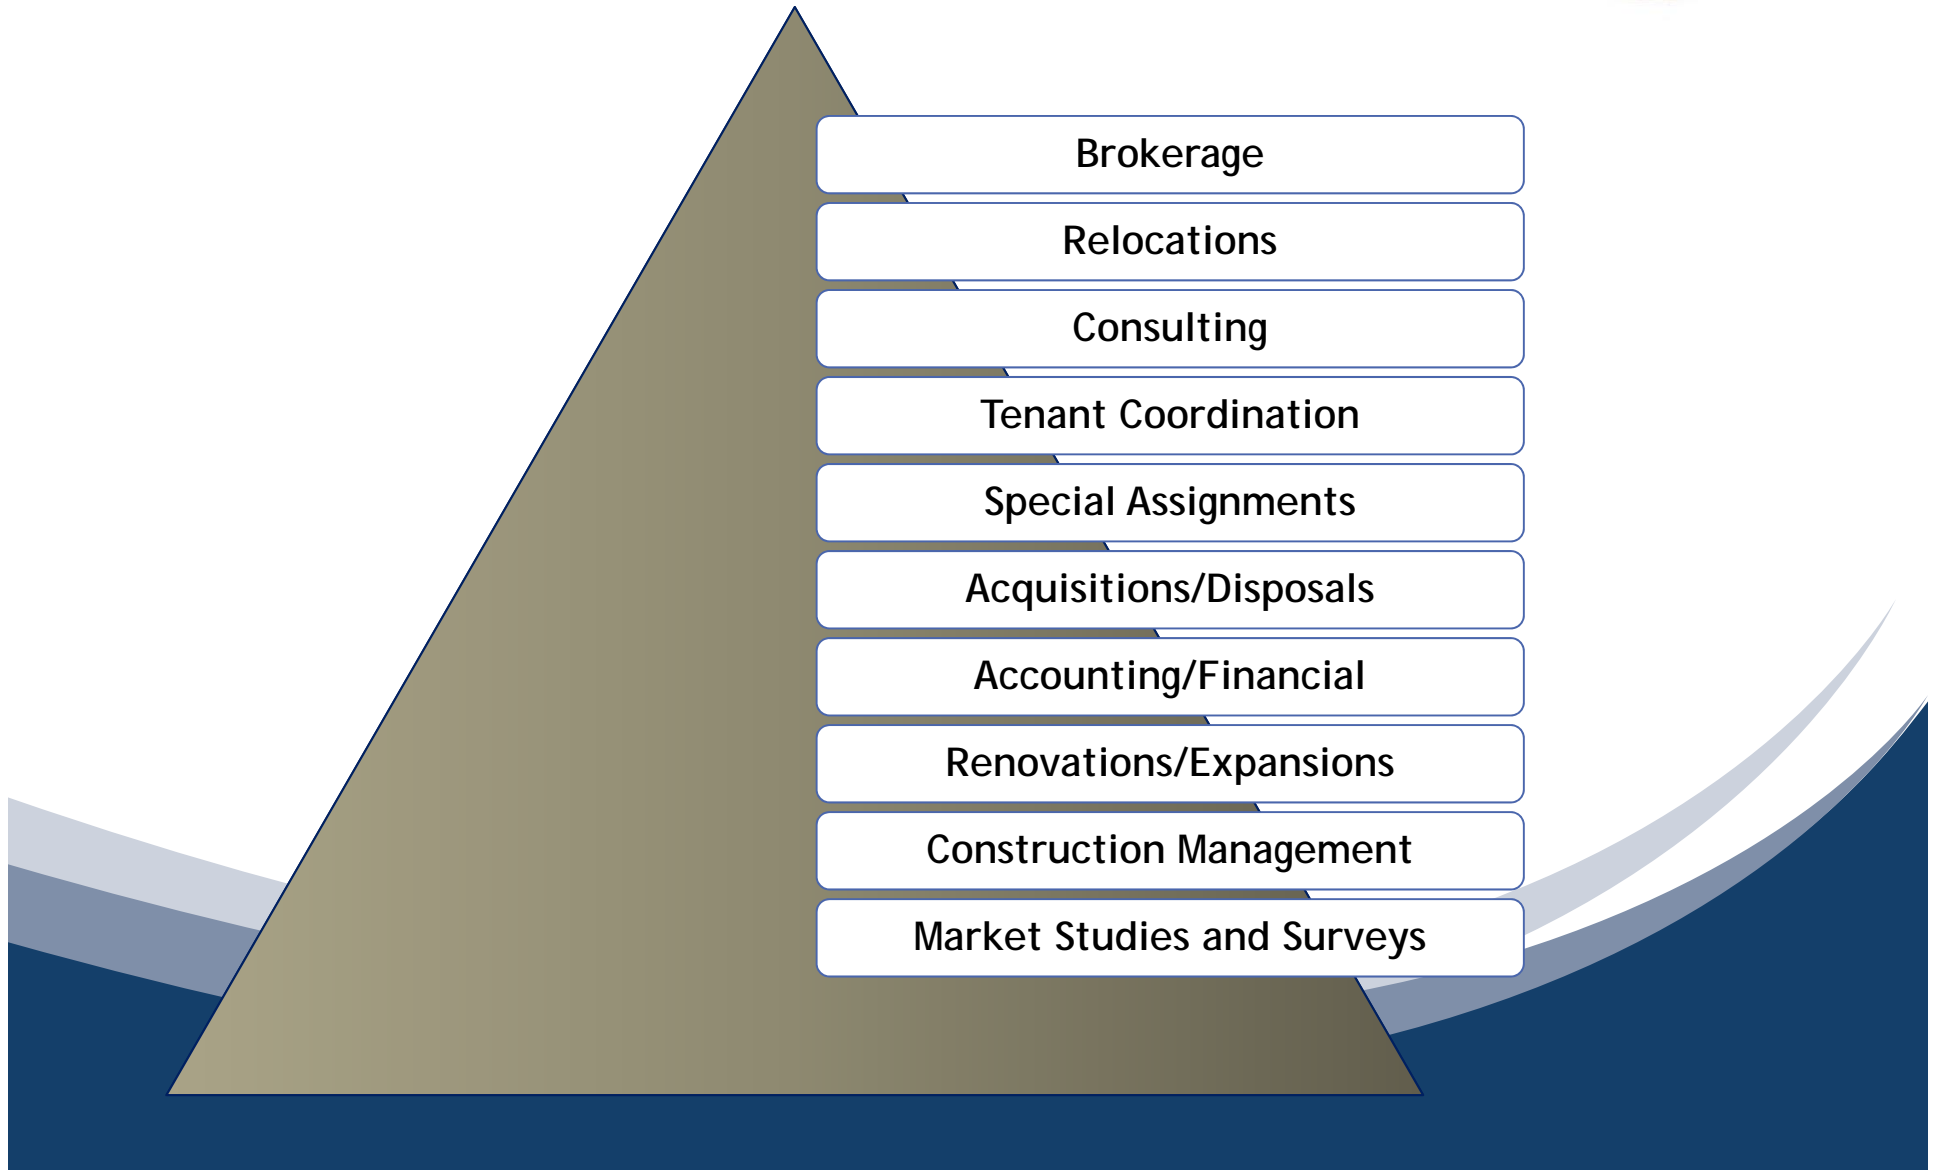 Brokerage
Relocations
Consulting
Tenant Coordination
Special Assignments
Acquisitions/Disposals
Accounting/Financial
Renovations/Expansions
Construction Management
Market Studies and Surveys